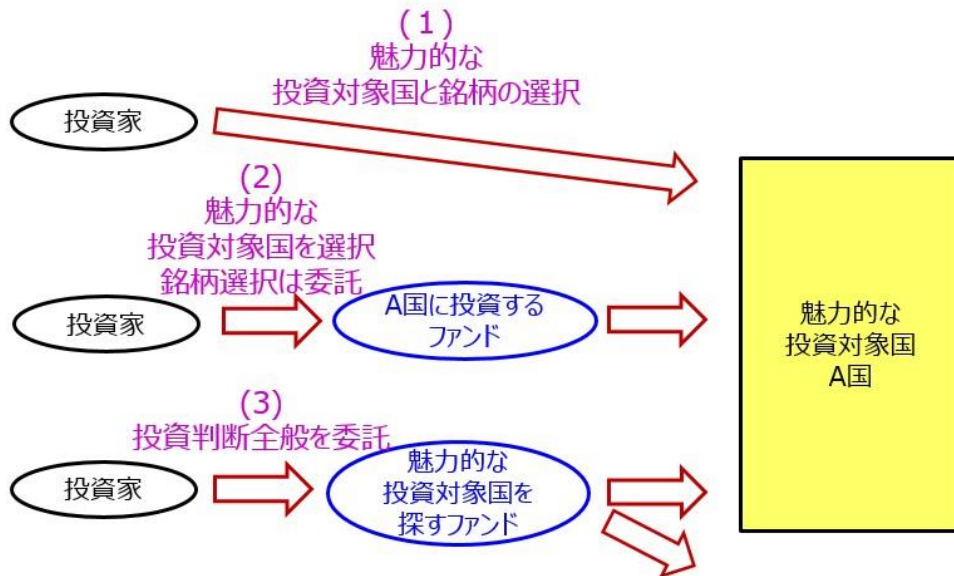 (1)
魅力的な
投資対象国と銘柄の選択
投資家
(2)
魅力的な
投資対象国を選択
銘柄選択は委託
投資家
A国に投資する
ファンド
(3)
投資判断全般を委託
投資家
魅力的な
投資対象国を
探すファンド
魅力的な
投資対象国
A国